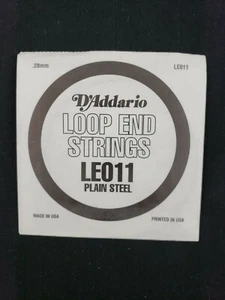 .28mm LE011
D'Addario
LOOP END
STRINGS
LE011
PLAIN STEEL
MADE IN USA PRINTED IN USA